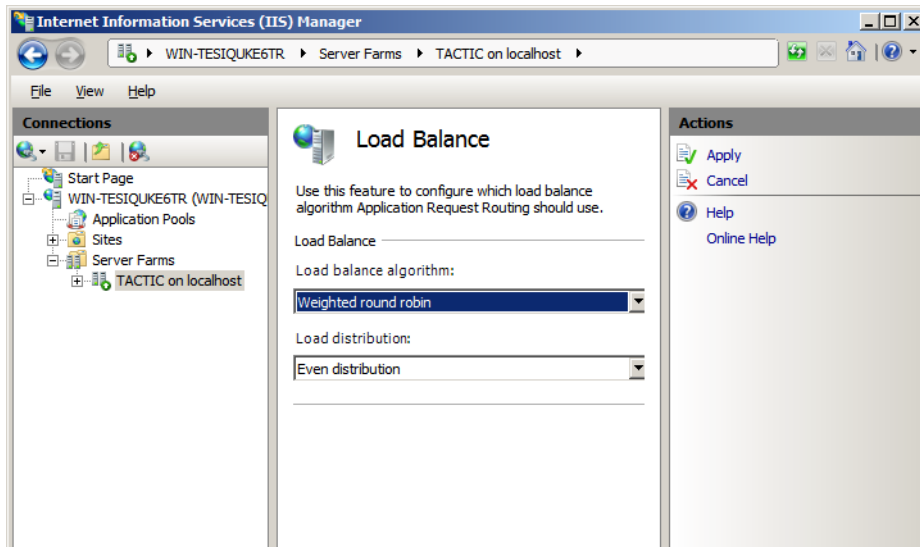 Internet Information Services (IIS) Manager
WIN-TESIQUKE6TR Server Farms TACTIC on localhost
File View Help
Connections
Start Page
WIN-TESIQUKE6TR (WIN-TESIQ
Application Pools
Sites
Server Farms
TACTIC on localhost
Load Balance
Use this feature to configure which load balance
algorithm Application Request Routing should use.
Load Balance
Load balance algorithm:
Weighted round robin
Load distribution:
Even distribution
Actions
Apply
Cancel
Help
Online Help